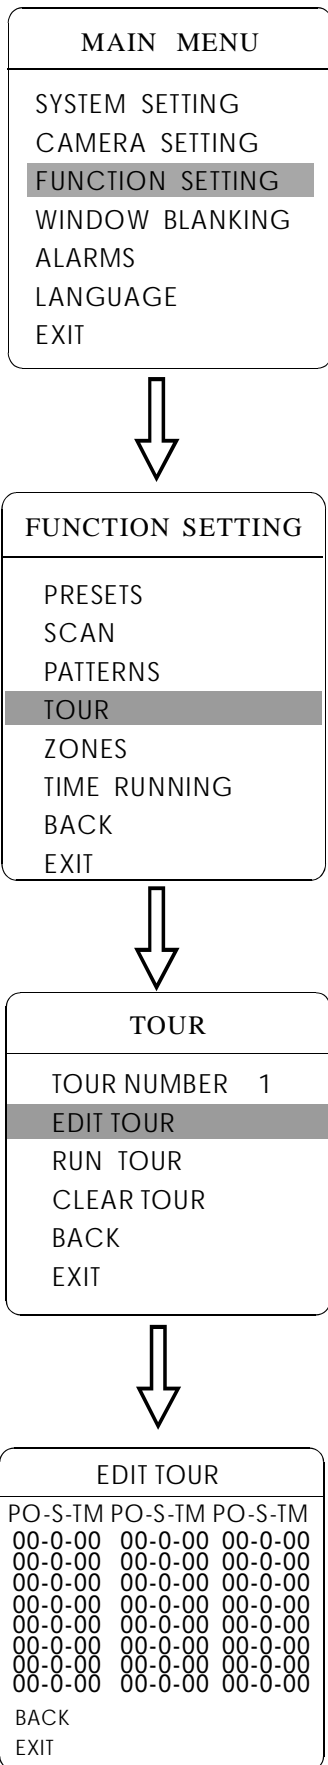 MAIN MENU
SYSTEM SETTING
CAMERA SETTING
FUNCTION SETTING
WINDOW BLANKING
ALARMS
LANGUAGE
EXIT
FUNCTION SETTING
PRESETS
SCAN
PATTERNS
TOUR
ZONES
TIME RUNNING
BACK
EXIT
TOUR
TOUR NUMBER 1
EDIT TOUR
RUN TOUR
CLEAR TOUR
BACK
EXIT
EDIT TOUR
PO-S-TM PO-S-TM PO-S-TM
00-0-00 00-0-00 00-0-00
00-0-00 00-0-00 00-0-00
00-0-00 00-0-00 00-0-00
00-0-00 00-0-00 00-0-00
00-0-00 00-0-00 00-0-00
00-0-00 00-0-00 00-0-00
00-0-00 00-0-00 00-0-00
00-0-00 00-0-00 00-0-00
BACK
EXIT